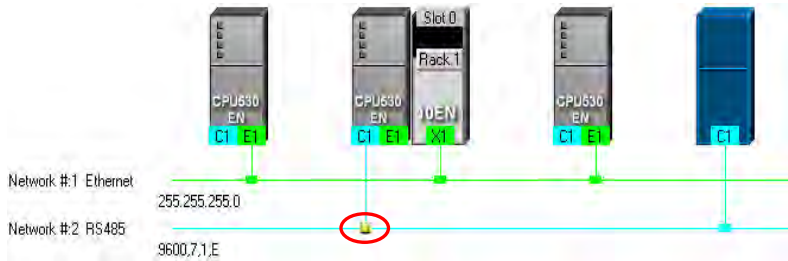 Slot 0
Rack.1
CPU530
EN
C1 E1
CPU530
EN
C1 E1
10EN
X1
CPU530
EN
C1 E1
C1
Network #:1 Ethernet
255.255.255.0
Network #:2 RS485
9600,7,1,E